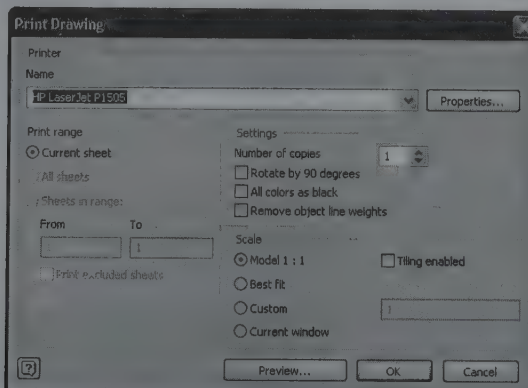 Print Drawing
Printer
Name
HP LaserJet P1505
Properties...
Print range
Current sheet
All sheets
Sheets in range:
From To
1 1
Print excluded sheets
Settings
Number of copies 1
Rotate by 90 degrees
All colors as black
Remove object line weights
Scale
Model 1 : 1
Tiling enabled
Best fit
Custom 1
Current window
?
Preview...
OK
Cancel